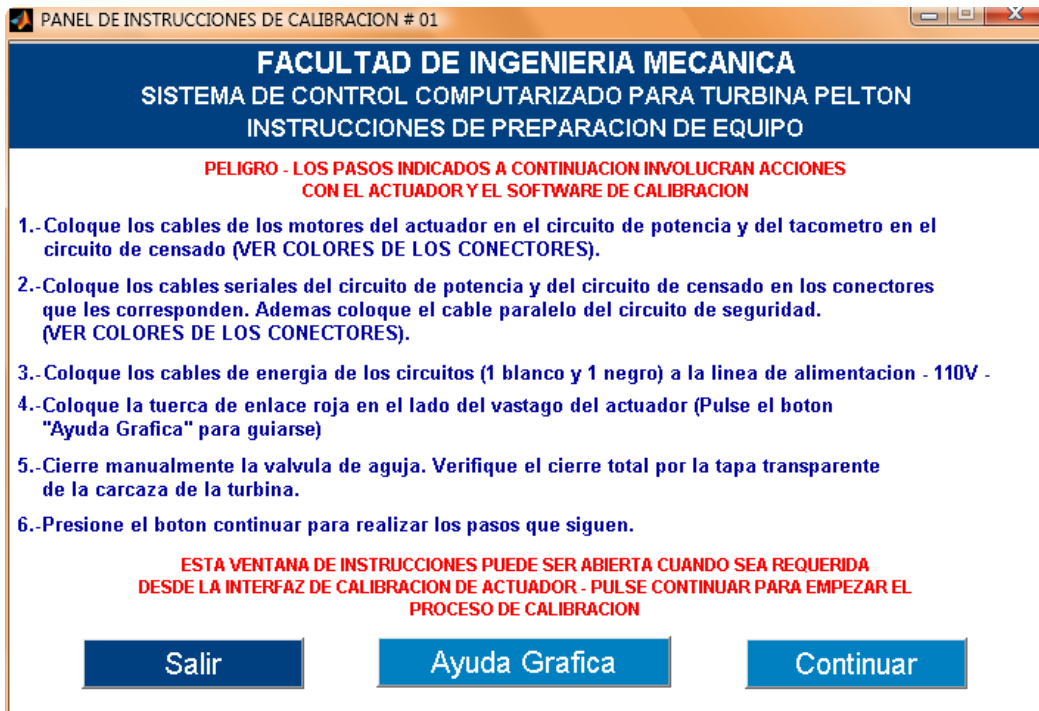 PANEL DE INSTRUCCIONES DE CALIBRACION # 01
FACULTAD DE INGENIERIA MECANICA
SISTEMA DE CONTROL COMPUTARIZADO PARA TURBINA PELTON
INSTRUCCIONES DE PREPARACION DE EQUIPO
PELIGRO - LOS PASOS INDICADOS A CONTINUACION INVOLUCRAN ACCIONES
CON EL ACTUADOR Y EL SOFTWARE DE CALIBRACION
1.-Coloque los cables de los motores del actuador en el circuito de potencia y del tacometro en el
circuito de censado (VER COLORES DE LOS CONECTORES).
2.-Coloque los cables seriales del circuito de potencia y del circuito de censado en los conectores
que les corresponden. Ademas coloque el cable paralelo del circuito de seguridad.
(VER COLORES DE LOS CONECTORES).
3.-Coloque los cables de energia de los circuitos (1 blanco y 1 negro) a la linea de alimentacion - 110V -
4.-Coloque la tuerca de enlace roja en el lado del vastago del actuador (Pulse el boton
"Ayuda Grafica" para guiarse)
5.-Cierre manualmente la valvula de aguja. Verifique el cierre total por la tapa transparente
de la carcaza de la turbina.
6.-Presione el boton continuar para realizar los pasos que siguen.
ESTA VENTANA DE INSTRUCCIONES PUEDE SER ABIERTA CUANDO SEA REQUERIDA
DESDE LA INTERFAZ DE CALIBRACION DE ACTUADOR - PULSE CONTINUAR PARA EMPEZAR EL
PROCESO DE CALIBRACION
Salir
Ayuda Grafica
Continuar